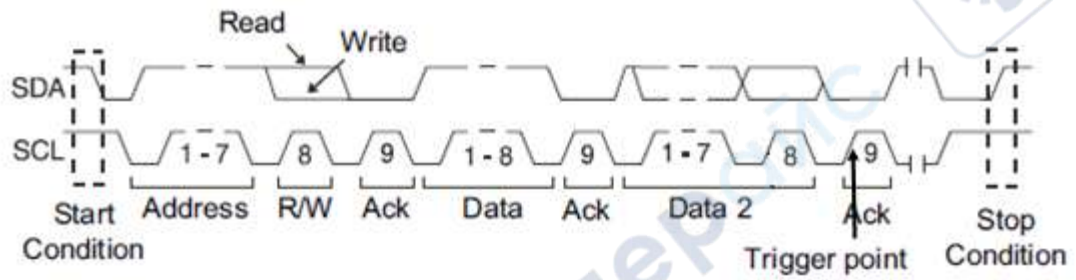 Read
Write
SDA
SCL
1 - 7 8 9 1 - 8 9 1 - 7 8 9
Start Condition
Address R/W Ack Data Ack Data 2 Ack
Trigger point
Stop Condition